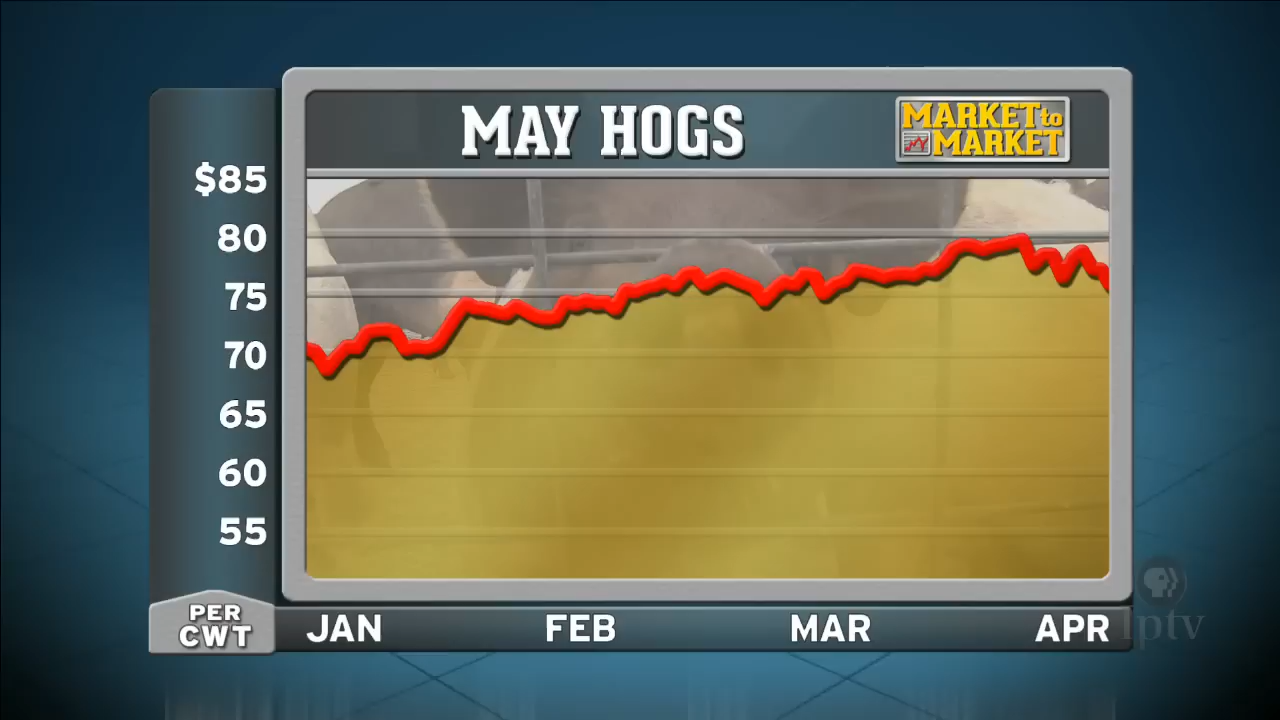 MAY HOGS
MARKET to
MARKET
$85
80
75
70
65
60
55
PER
CWT
JAN FEB MAR APR
iptv